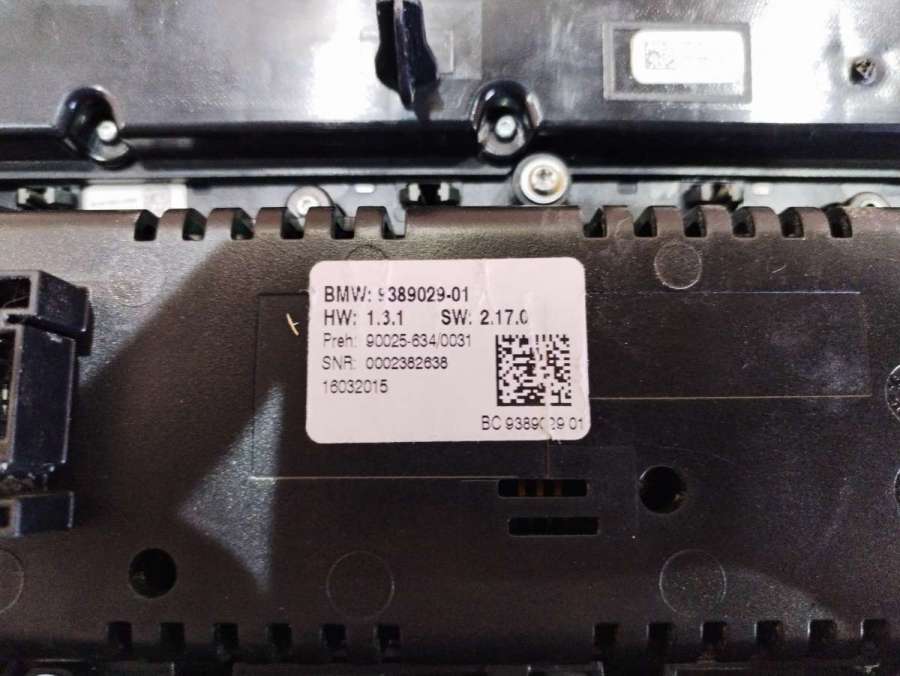 BMW: 9389029-01
HW: 1.3.1 SW: 2.17.0
Preh: 90025-634/0031
SNR: 0002382638
16032015
BC 9389029 01